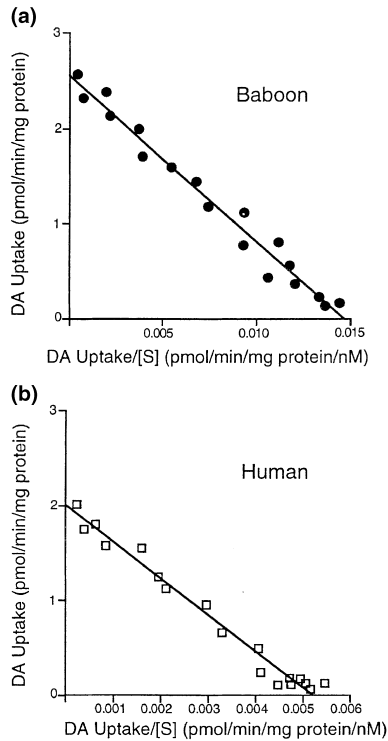 (a)
3
2
1
0
DA Uptake (pmol/min/mg protein)
Baboon
0.005
0.010
0.015
DA Uptake/[S] (pmol/min/mg protein/nM)
(b)
3
2
1
0
DA Uptake (pmol/min/mg protein)
Human
0.001
0.002
0.003
0.004
0.005
0.006
DA Uptake/[S] (pmol/min/mg protein/nM)